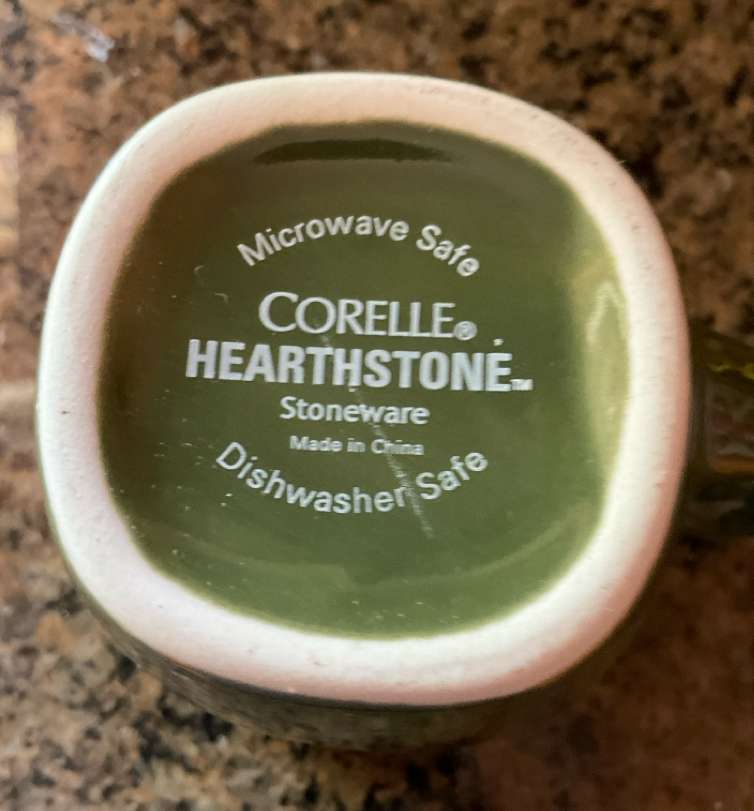 Microwave Safe
CORELLE®
HEARTHSTONE™
Stoneware
Made in China
Dishwasher Safe